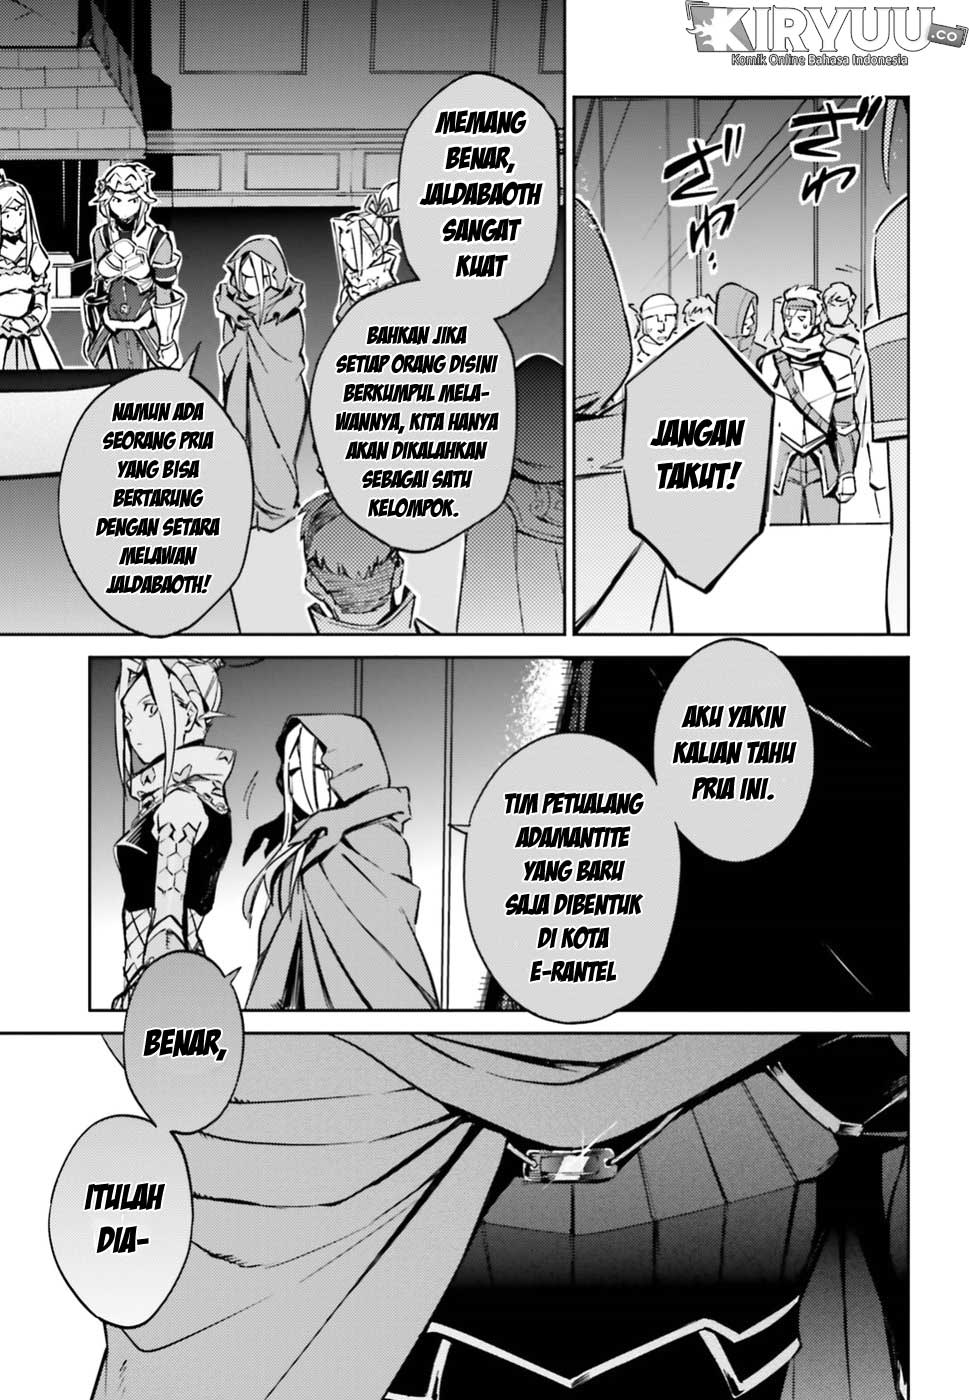 KIRYUU.CO
Komik Online Bahasa Indonesia
ざわ
ざわ…
JANGAN
TAKUT!
MEMANG
BENAR,
JALDABAOTH
SANGAT
KUAT
BAHKAN JIKA
SETIAP ORANG DISINI
BERKUMPUL MELA-
WANNYA, KITA HANYA
AKAN DIKALAHKAN
SEBAGAI SATU
KELOMPOK.
NAMUN ADA
SEORANG PRIA
YANG BISA
BERTARUNG
DENGAN SETARA
MELAWAN
JALDABAOTH!
AKU YAKIN
KALIAN TAHU
PRIA INI.
TIM PETUALANG
ADAMANTITE
YANG BARU
SAJA DIBENTUK
DI KOTA
E-RANTEL
BENAR,
ITULAH
DIA-